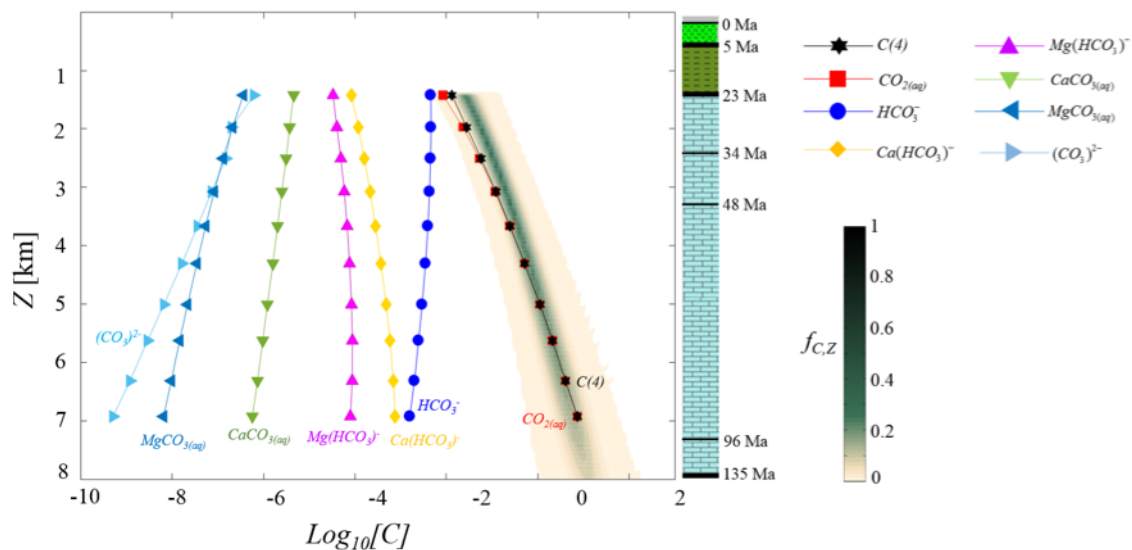 0 Ma
5 Ma
23 Ma
34 Ma
48 Ma
96 Ma
135 Ma
1
2
3
4
5
6
7
8
Z [km]
(CO₃)²⁻
MgCO₃₍ₐq₎
CaCO₃₍ₐq₎
Mg(HCO₃)⁻
Ca(HCO₃)⁻
HCO₃⁻
CO₂₍ₐq₎
C(4)
-10
-8
-6
-4
-2
0
2
Log₁₀[C]
C(4)
CO₂₍ₐq₎
HCO₃⁻
Ca(HCO₃)⁻
Mg(HCO₃)⁻
CaCO₃₍ₐq₎
MgCO₃₍ₐq₎
(CO₃)²⁻
f_C,Z
1
0.8
0.6
0.4
0.2
0